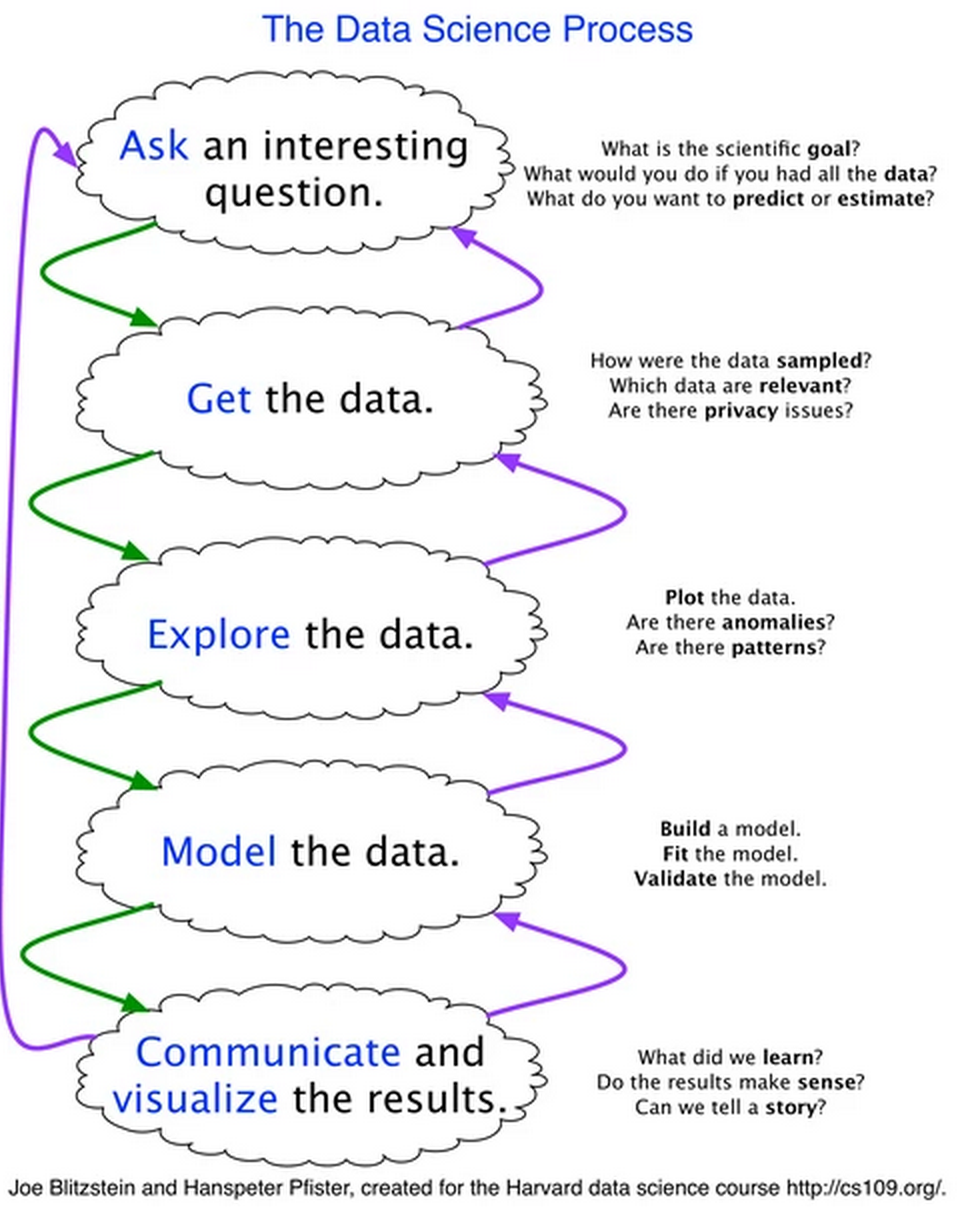 The Data Science Process
Ask an interesting
question.
What is the scientific goal?
What would you do if you had all the data?
What do you want to predict or estimate?
Get the data.
How were the data sampled?
Which data are relevant?
Are there privacy issues?
Explore the data.
Plot the data.
Are there anomalies?
Are there patterns?
Model the data.
Build a model.
Fit the model.
Validate the model.
Communicate and
visualize the results.
What did we learn?
Do the results make sense?
Can we tell a story?
Joe Blitzstein and Hanspeter Pfister, created for the Harvard data science course http://cs109.org/.